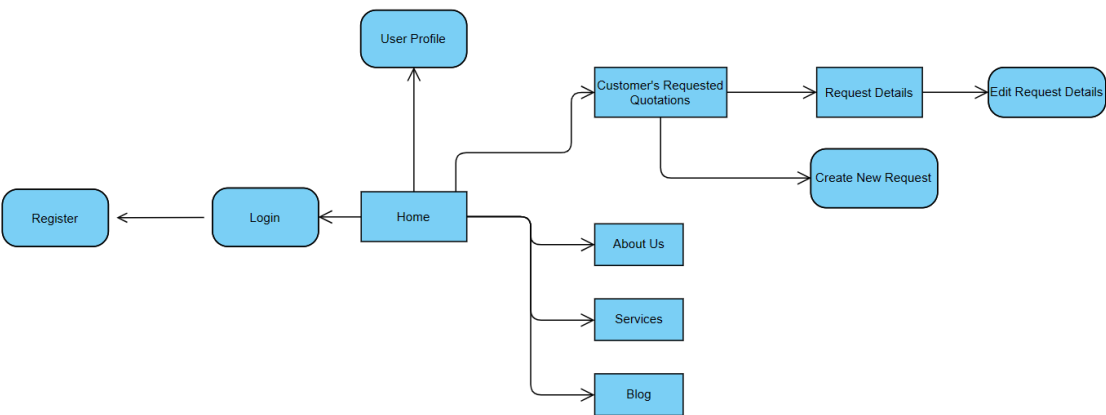 User Profile
Customer's Requested
Quotations
Request Details
Edit Request Details
Create New Request
Register
Login
Home
About Us
Services
Blog